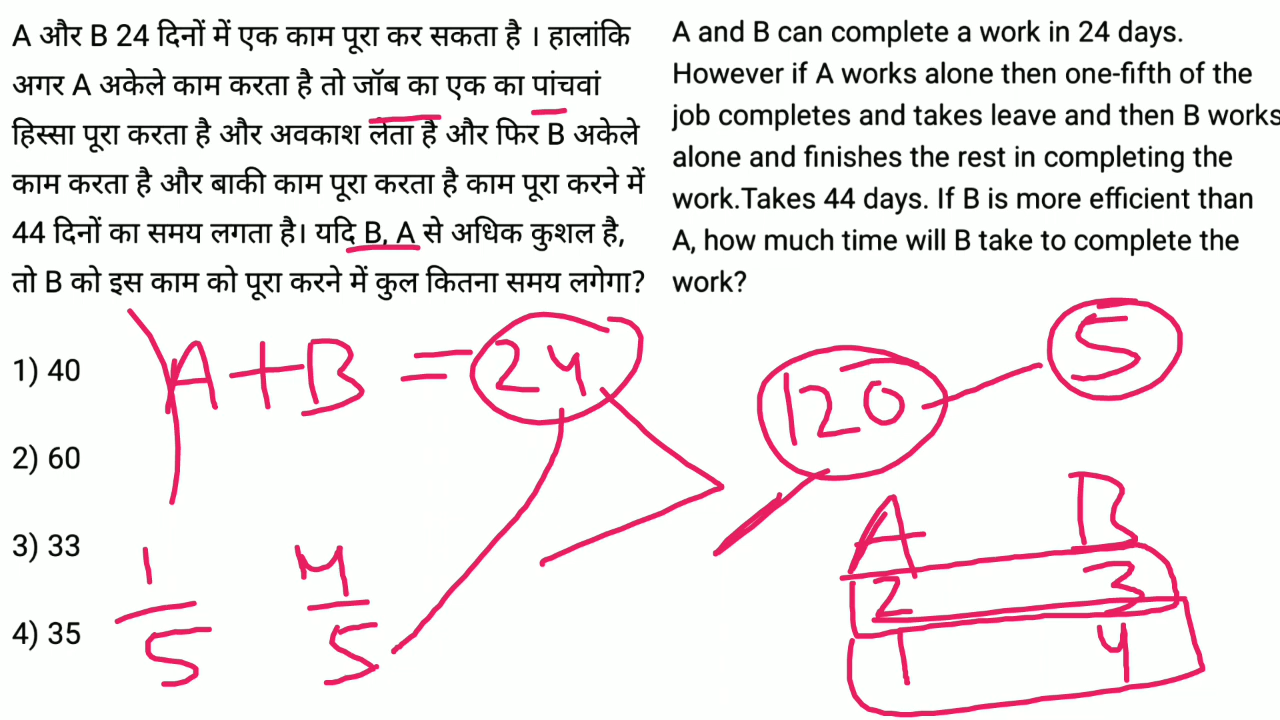 A और B 24 दिनों में एक काम पूरा कर सकता है । हालांकि
अगर A अकेले काम करता है तो जॉब का एक का पांचवां
हिस्सा पूरा करता है और अवकाश लेता है और फिर B अकेले
काम करता है और बाकी काम पूरा करता है काम पूरा करने में
44 दिनों का समय लगता है। यदि B, A से अधिक कुशल है,
तो B को इस काम को पूरा करने में कुल कितना समय लगेगा?
A and B can complete a work in 24 days.
However if A works alone then one-fifth of the
job completes and takes leave and then B works
alone and finishes the rest in completing the
work.Takes 44 days. If B is more efficient than
A, how much time will B take to complete the
work?
1) 40
2) 60
3) 33
4) 35
A+B = 24
120 5
1 4
5 5
A B
2 3
1 4